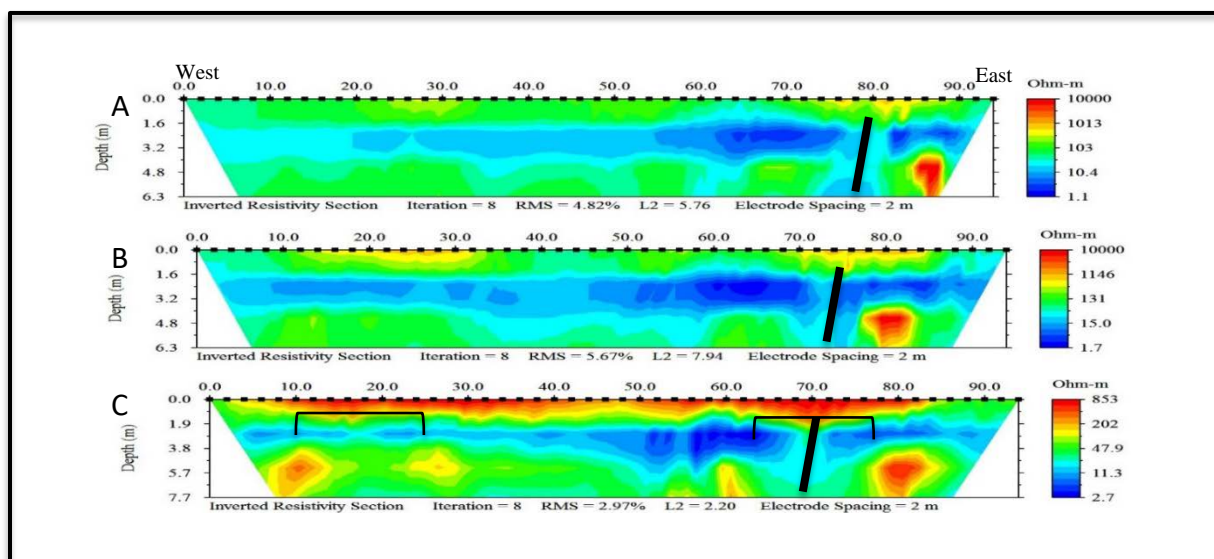 West East
A
0.0 10.0 20.0 30.0 40.0 50.0 60.0 70.0 80.0 90.0 Ohm-m
Depth (m)
0.0
1.6
3.2
4.8
6.3
10000
1013
103
10.4
1.1
Inverted Resistivity Section Iteration = 8 RMS = 4.82% L2 = 5.76 Electrode Spacing = 2 m
B
0.0 10.0 20.0 30.0 40.0 50.0 60.0 70.0 80.0 90.0 Ohm-m
Depth (m)
0.0
1.6
3.2
4.8
6.3
10000
1146
131
15.0
1.7
Inverted Resistivity Section Iteration = 8 RMS = 5.67% L2 = 7.94 Electrode Spacing = 2 m
C
0.0 10.0 20.0 30.0 40.0 50.0 60.0 70.0 80.0 90.0 Ohm-m
Depth (m)
0.0
1.9
3.8
5.7
7.7
853
202
47.9
11.3
2.7
Inverted Resistivity Section Iteration = 8 RMS = 2.97% L2 = 2.20 Electrode Spacing = 2 m